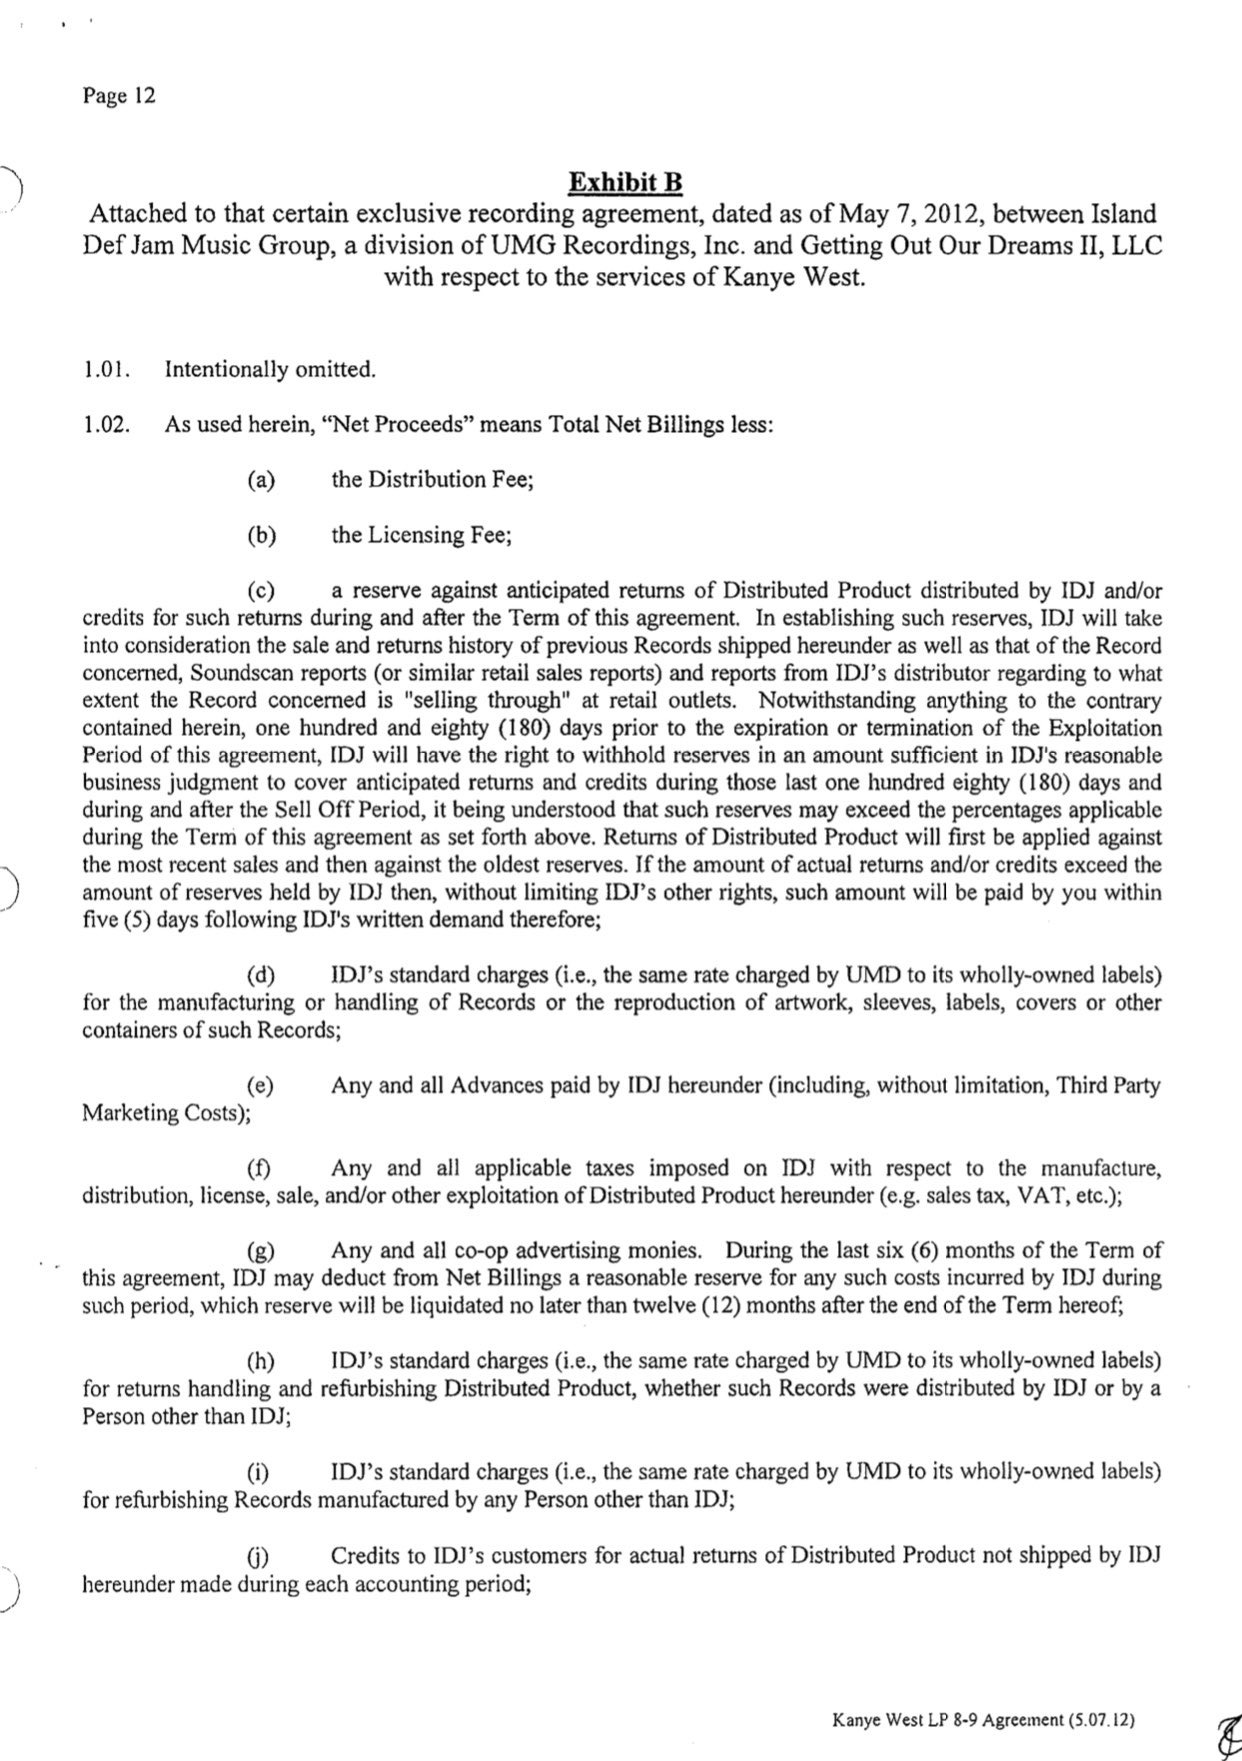 Page 12
Exhibit B
Attached to that certain exclusive recording agreement, dated as of May 7, 2012, between Island
Def Jam Music Group, a division of UMG Recordings, Inc. and Getting Out Our Dreams II, LLC
with respect to the services of Kanye West.
1.01. Intentionally omitted.
1.02. As used herein, “Net Proceeds” means Total Net Billings less:
(a) the Distribution Fee;
(b) the Licensing Fee;
(c) a reserve against anticipated returns of Distributed Product distributed by IDJ and/or
credits for such returns during and after the Term of this agreement. In establishing such reserves, IDJ will take
into consideration the sale and returns history of previous Records shipped hereunder as well as that of the Record
concerned, Soundscan reports (or similar retail sales reports) and reports from IDJ’s distributor regarding to what
extent the Record concerned is "selling through" at retail outlets. Notwithstanding anything to the contrary
contained herein, one hundred and eighty (180) days prior to the expiration or termination of the Exploitation
Period of this agreement, IDJ will have the right to withhold reserves in an amount sufficient in IDJ's reasonable
business judgment to cover anticipated returns and credits during those last one hundred eighty (180) days and
during and after the Sell Off Period, it being understood that such reserves may exceed the percentages applicable
during the Term of this agreement as set forth above. Returns of Distributed Product will first be applied against
the most recent sales and then against the oldest reserves. If the amount of actual returns and/or credits exceed the
amount of reserves held by IDJ then, without limiting IDJ’s other rights, such amount will be paid by you within
five (5) days following IDJ's written demand therefore;
(d) IDJ’s standard charges (i.e., the same rate charged by UMD to its wholly-owned labels)
for the manufacturing or handling of Records or the reproduction of artwork, sleeves, labels, covers or other
containers of such Records;
(e) Any and all Advances paid by IDJ hereunder (including, without limitation, Third Party
Marketing Costs);
(f) Any and all applicable taxes imposed on IDJ with respect to the manufacture,
distribution, license, sale, and/or other exploitation of Distributed Product hereunder (e.g. sales tax, VAT, etc.);
(g) Any and all co-op advertising monies. During the last six (6) months of the Term of
this agreement, IDJ may deduct from Net Billings a reasonable reserve for any such costs incurred by IDJ during
such period, which reserve will be liquidated no later than twelve (12) months after the end of the Term hereof;
(h) IDJ’s standard charges (i.e., the same rate charged by UMD to its wholly-owned labels)
for returns handling and refurbishing Distributed Product, whether such Records were distributed by IDJ or by a
Person other than IDJ;
(i) IDJ’s standard charges (i.e., the same rate charged by UMD to its wholly-owned labels)
for refurbishing Records manufactured by any Person other than IDJ;
(j) Credits to IDJ’s customers for actual returns of Distributed Product not shipped by IDJ
hereunder made during each accounting period;
Kanye West LP 8-9 Agreement (5.07.12)